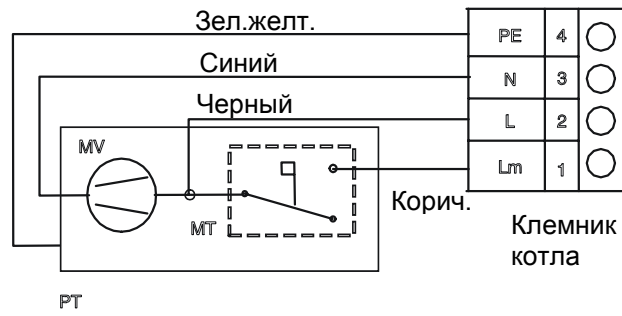 Зел.желт.
PE 4
Синий
N 3
Черный
L 2
MV
Lm 1
MT
Корич.
Клемник
котла
PT